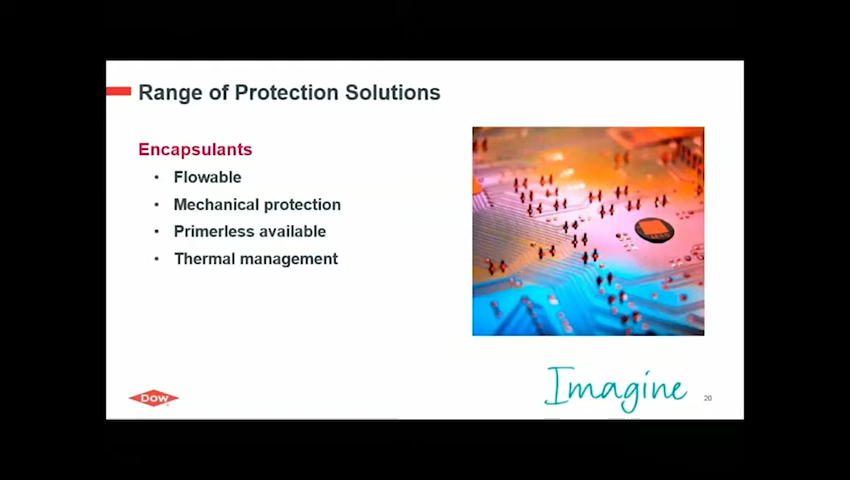 Range of Protection Solutions
Encapsulants
• Flowable
• Mechanical protection
• Primerless available
• Thermal management
Dow
Imagine
20